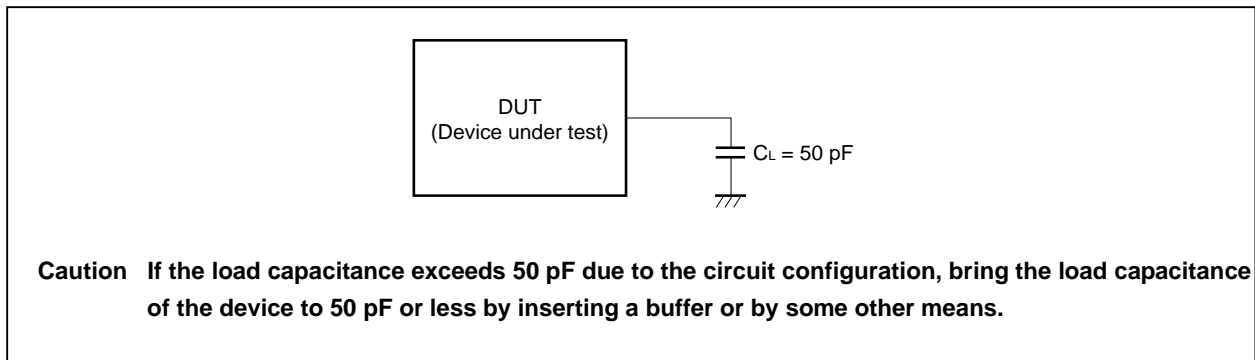 DUT
(Device under test)
CL = 50 pF
Caution If the load capacitance exceeds 50 pF due to the circuit configuration, bring the load capacitance
of the device to 50 pF or less by inserting a buffer or by some other means.